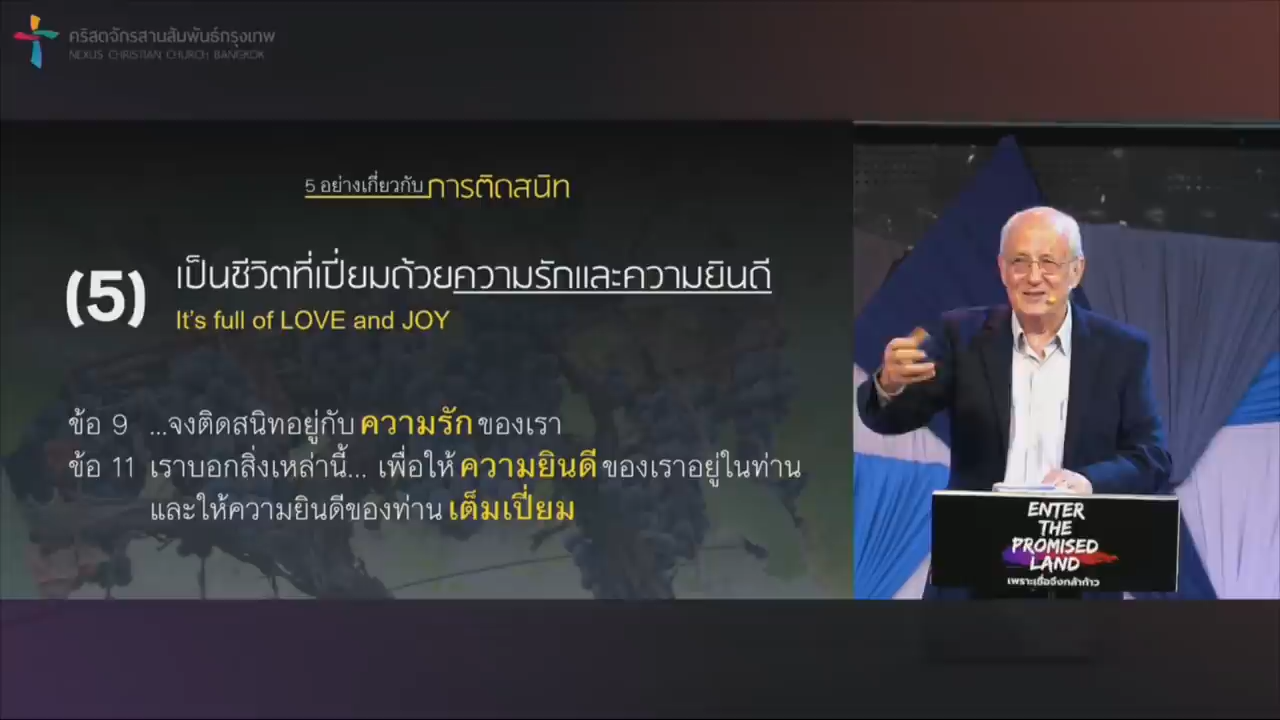 คริสตจักรสานสัมพันธ์กรุงเทพ
NEXUS CHRISTIAN CHURCH BANGKOK
5 อย่างเกี่ยวกับการติดสนิท
(5) เป็นชีวิตที่เปี่ยมด้วยความรักและความยินดี
It's full of LOVE and JOY
ข้อ 9 ...จงติดสนิทอยู่กับ ความรัก ของเรา
ข้อ 11 เราบอกสิ่งเหล่านี้... เพื่อให้ ความยินดี ของเราอยู่ในท่าน
และให้ความยินดีของท่าน เต็มเปี่ยม
ENTER
THE
PROMISED
LAND
เพราะเชื่อจึงกล้าก้าว